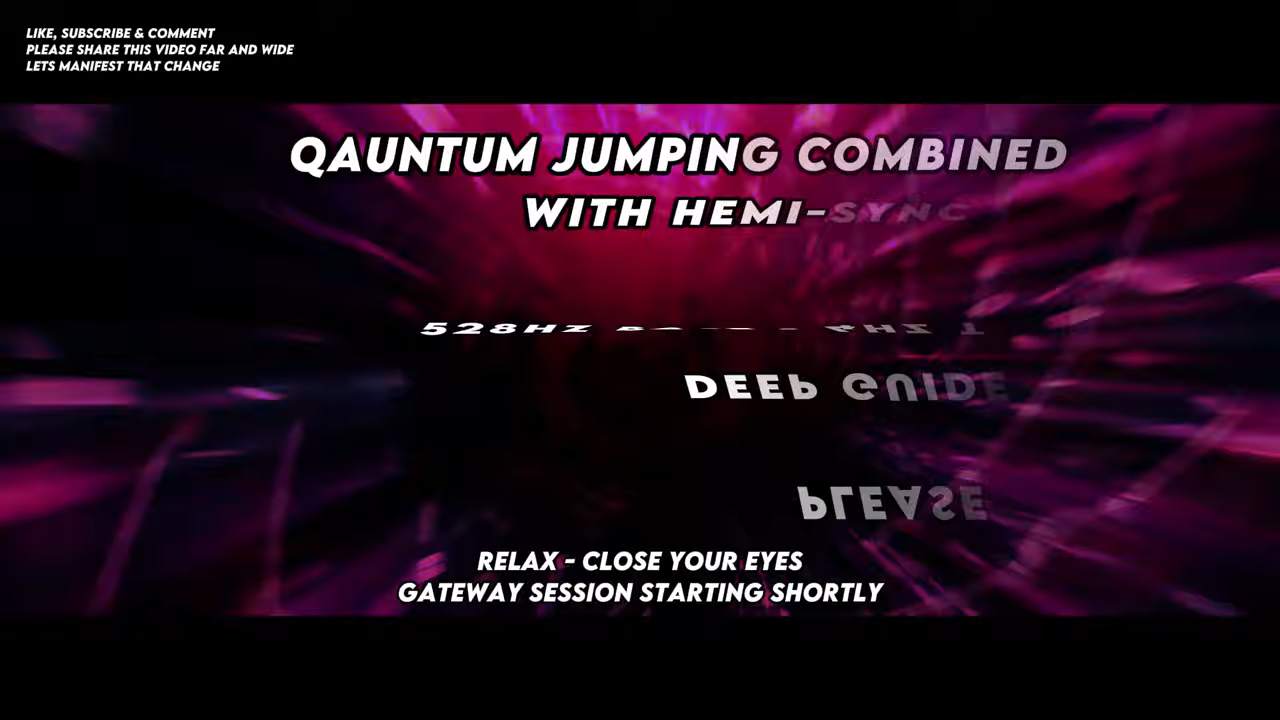 LIKE, SUBSCRIBE & COMMENT
PLEASE SHARE THIS VIDEO FAR AND WIDE
LETS MANIFEST THAT CHANGE
QAUNTUM JUMPING COMBINED
WITH HEMI-SYNC
528HZ
DEEP GUIDE
PLEASE
RELAX - CLOSE YOUR EYES
GATEWAY SESSION STARTING SHORTLY